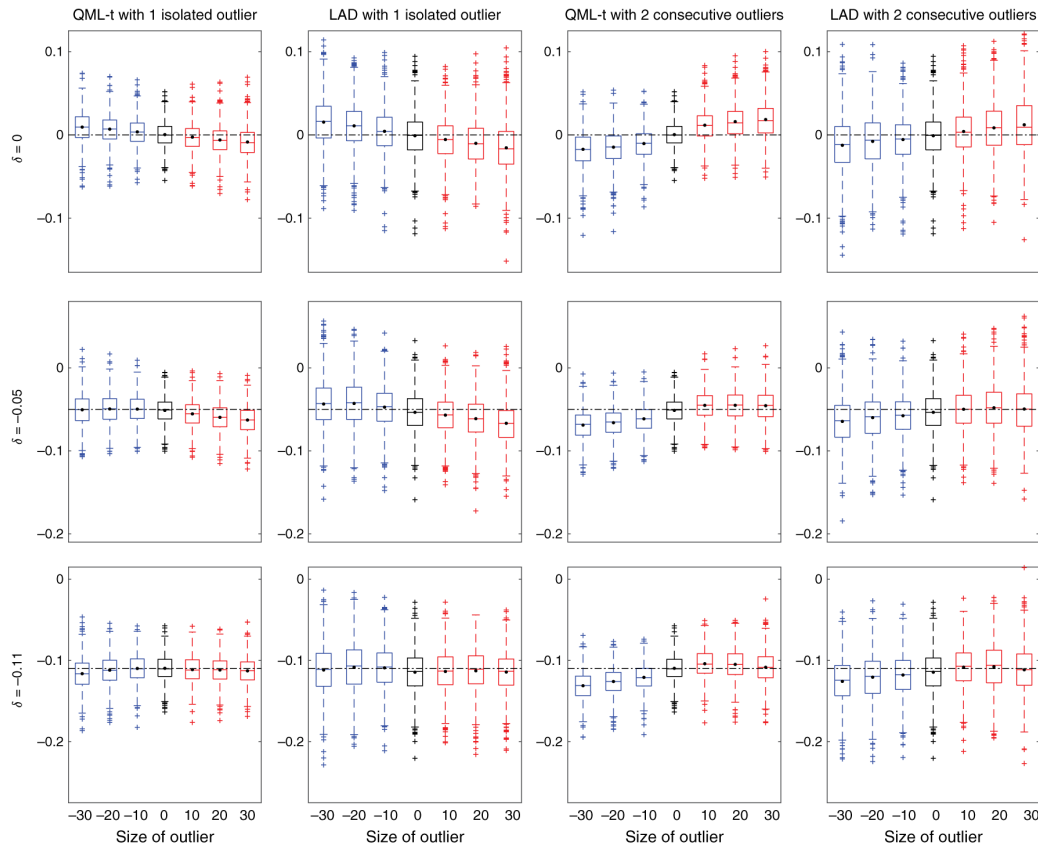 QML-t with 1 isolated outlier LAD with 1 isolated outlier QML-t with 2 consecutive outliers LAD with 2 consecutive outliers
0.1 0.1 0.1 0.1
δ = 0
0 0 0 0
−0.1 −0.1 −0.1 −0.1
0 0 0 0
δ = −0.05
−0.1 −0.1 −0.1 −0.1
−0.2 −0.2 −0.2 −0.2
0 0 0 0
δ = −0.11
−0.1 −0.1 −0.1 −0.1
−0.2 −0.2 −0.2 −0.2
−30 −20 −10 0 10 20 30 −30 −20 −10 0 10 20 30 −30 −20 −10 0 10 20 30 −30 −20 −10 0 10 20 30
Size of outlier Size of outlier Size of outlier Size of outlier